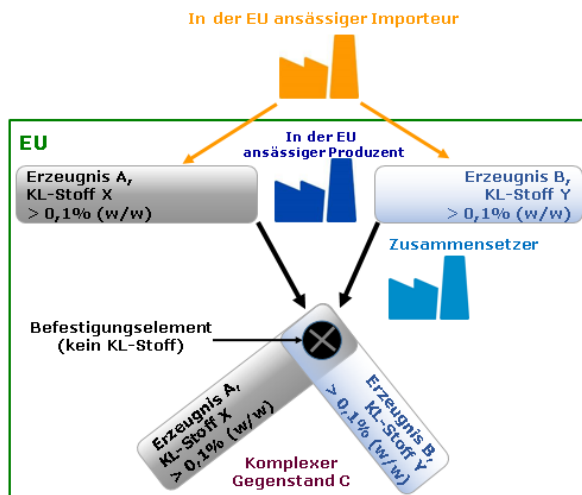 In der EU ansässiger Importeur
EU
In der EU
ansässiger Produzent
Erzeugnis A,
KL-Stoff X
> 0,1% (w/w)
Erzeugnis B,
KL-Stoff Y
> 0,1% (w/w)
Zusammensetzer
Befestigungselement
(kein KL-Stoff)
Erzeugnis A,
KL-Stoff X
> 0,1% (w/w)
Erzeugnis B,
KL-Stoff Y
> 0,1% (w/w)
Komplexer
Gegenstand C